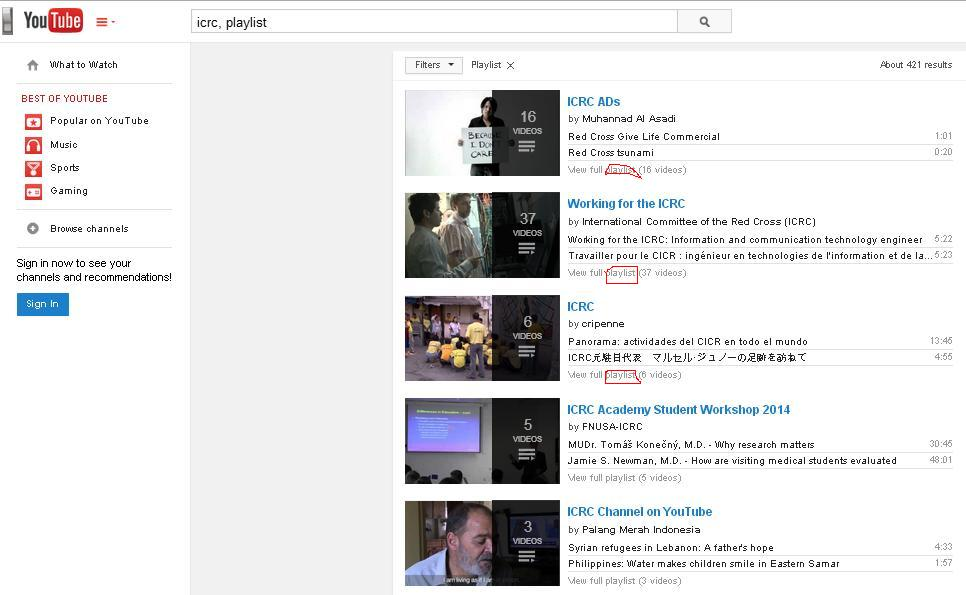 YouTube
icrc, playlist
What to Watch
BEST OF YOUTUBE
Popular on YouTube
Music
Sports
Gaming
Browse channels
Sign in now to see your
channels and recommendations!
Sign In
Filters Playlist About 421 results
BECAUSE
I DON'T
CARE
16
VIDEOS
ICRC ADs
by Muhannad Al Asadi
Red Cross Give Life Commercial 1:01
Red Cross tsunami 0:20
View full playlist (16 videos)
37
VIDEOS
Working for the ICRC
by International Committee of the Red Cross (ICRC)
Working for the ICRC: Information and communication technology engineer 5:22
Travailler pour le CICR : ingénieur en technologies de l'information et de la... 5:23
View full playlist (37 videos)
6
VIDEOS
ICRC
by cripenne
Panorama: actividades del CICR en todo el mundo 13:45
ICRC元駐日代表 マルセル·ジュノーの足跡を訪ねて 4:55
View full playlist (6 videos)
5
VIDEOS
ICRC Academy Student Workshop 2014
by FNUSA-ICRC
MUDr. Tomáš Konečný, M.D. - Why research matters 30:45
Jamie S. Newman, M.D. - How are visiting medical students evaluated 48:01
View full playlist (5 videos)
3
VIDEOS
ICRC Channel on YouTube
by Palang Merah Indonesia
Syrian refugees in Lebanon: A father's hope 4:33
Philippines: Water makes children smile in Eastern Samar 1:57
View full playlist (3 videos)